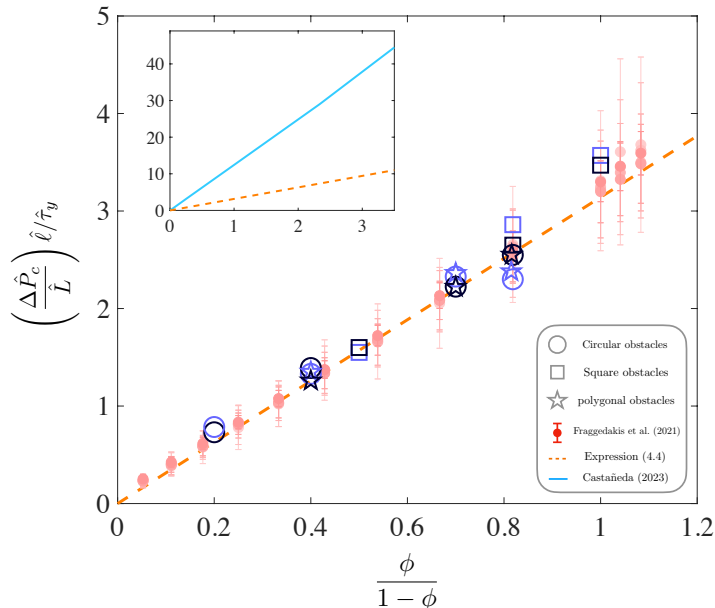 5
4
3
2
1
0
40
30
20
10
0
0 1 2 3
(ΔP̂_c / L̂) ℓ̂/τ̂_y
Circular obstacles
Square obstacles
polygonal obstacles
Fraggedakis et al. (2021)
Expression (4.4)
Castañeda (2023)
0 0.2 0.4 0.6 0.8 1 1.2
ϕ
1 − ϕ